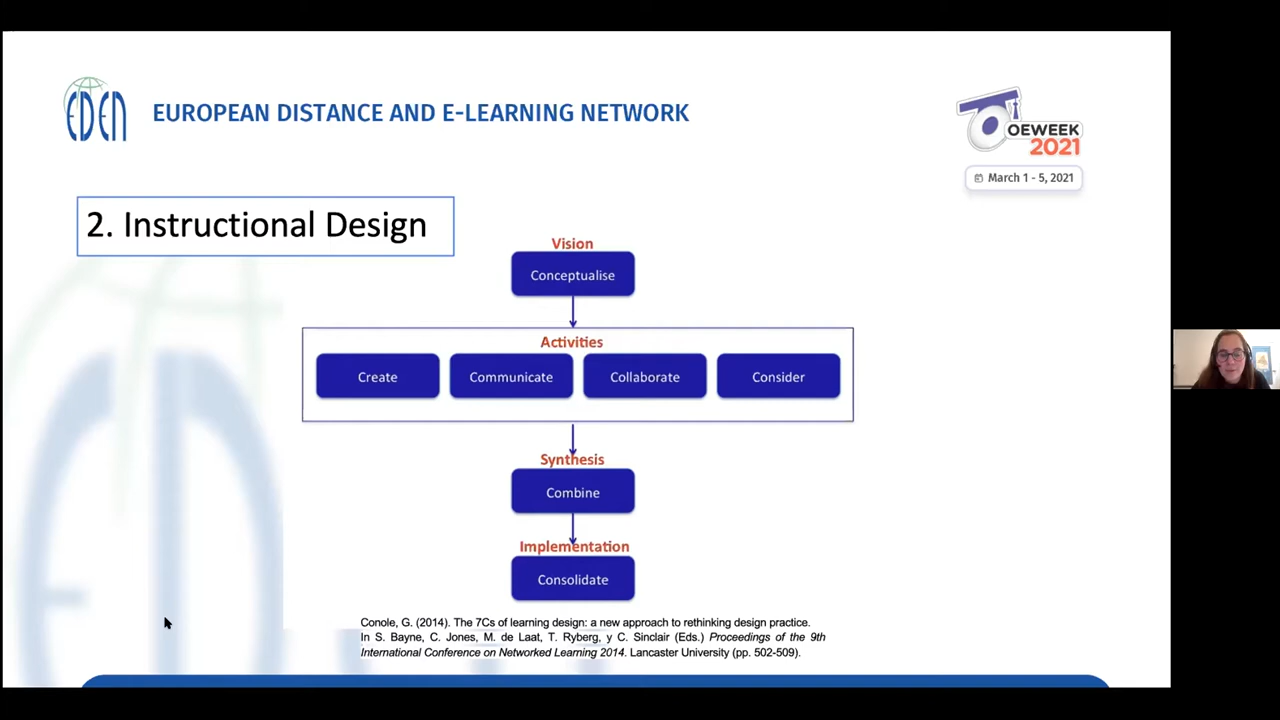 EDEN
EUROPEAN DISTANCE AND E-LEARNING NETWORK
OEWEEK
2021
March 1 - 5, 2021
2. Instructional Design
Vision
Conceptualise
Activities
Create
Communicate
Collaborate
Consider
Synthesis
Combine
Implementation
Consolidate
Conole, G. (2014). The 7Cs of learning design: a new approach to rethinking design practice.
In S. Bayne, C. Jones, M. de Laat, T. Ryberg, y C. Sinclair (Eds.) Proceedings of the 9th
International Conference on Networked Learning 2014. Lancaster University (pp. 502-509).